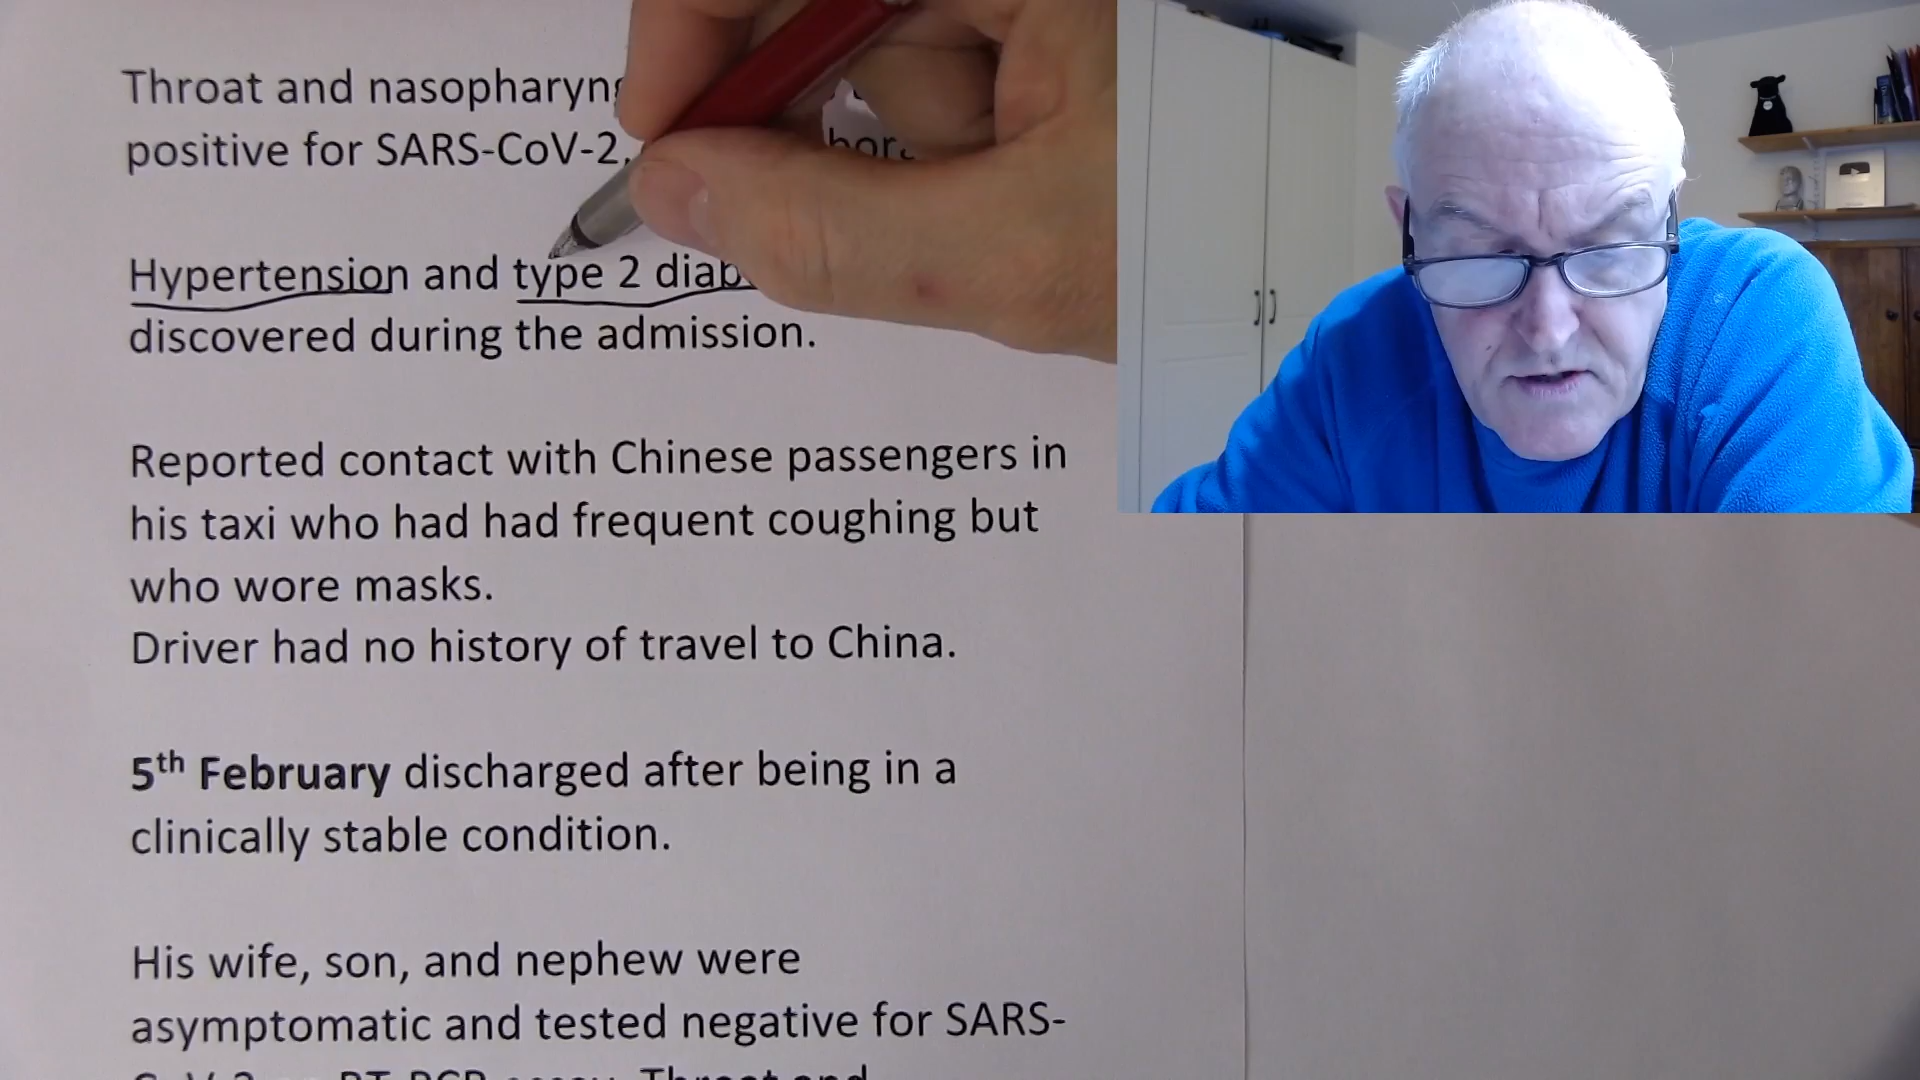 Throat and
positive for SARS-CoV-2.
Hypertension and type 2
discovered during the admission.
Reported contact with Chinese passengers in
his taxi who had had frequent coughing but
who wore masks.
Driver had no history of travel to China.
5th February discharged after being in a
clinically stable condition.
His wife, son, and nephew were
asymptomatic and tested negative for SARS-